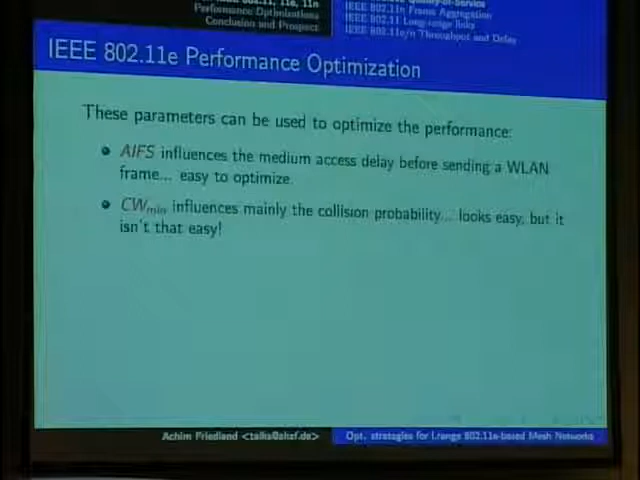 Performance Optimizations
Conclusion and Prospect
IEEE 802.11n Frame Aggregation
IEEE 802.11 Long-range links
IEEE 802.11e/n Throughput and Delay
IEEE 802.11e Performance Optimization
These parameters can be used to optimize the performance:
AIFS influences the medium access delay before sending a WLAN
frame... easy to optimize.
CWmin influences mainly the collision probability... looks easy, but it
isn't that easy!
Achim Friedland <talks@ahzf.de>
Opt. strategies for l.range 802.11e-based Mesh Networks